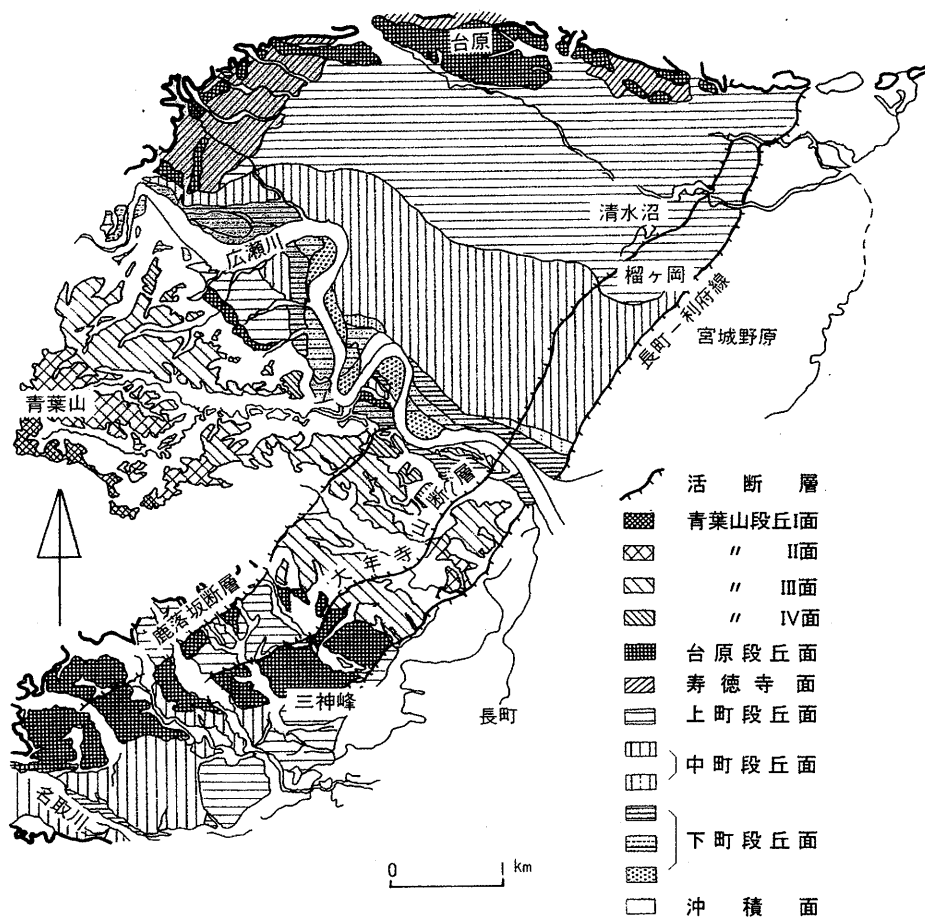 台原
清水沼
広瀬川
榴ヶ岡
長町-利府線
宮城野原
青葉山
大年寺山断層
鹿落坂断層
三神峰
長町
名取川
0 km
活断層
青葉山段丘I面
〃 II面
〃 III面
〃 IV面
台原段丘面
寿徳寺面
上町段丘面
中町段丘面
下町段丘面
沖積面